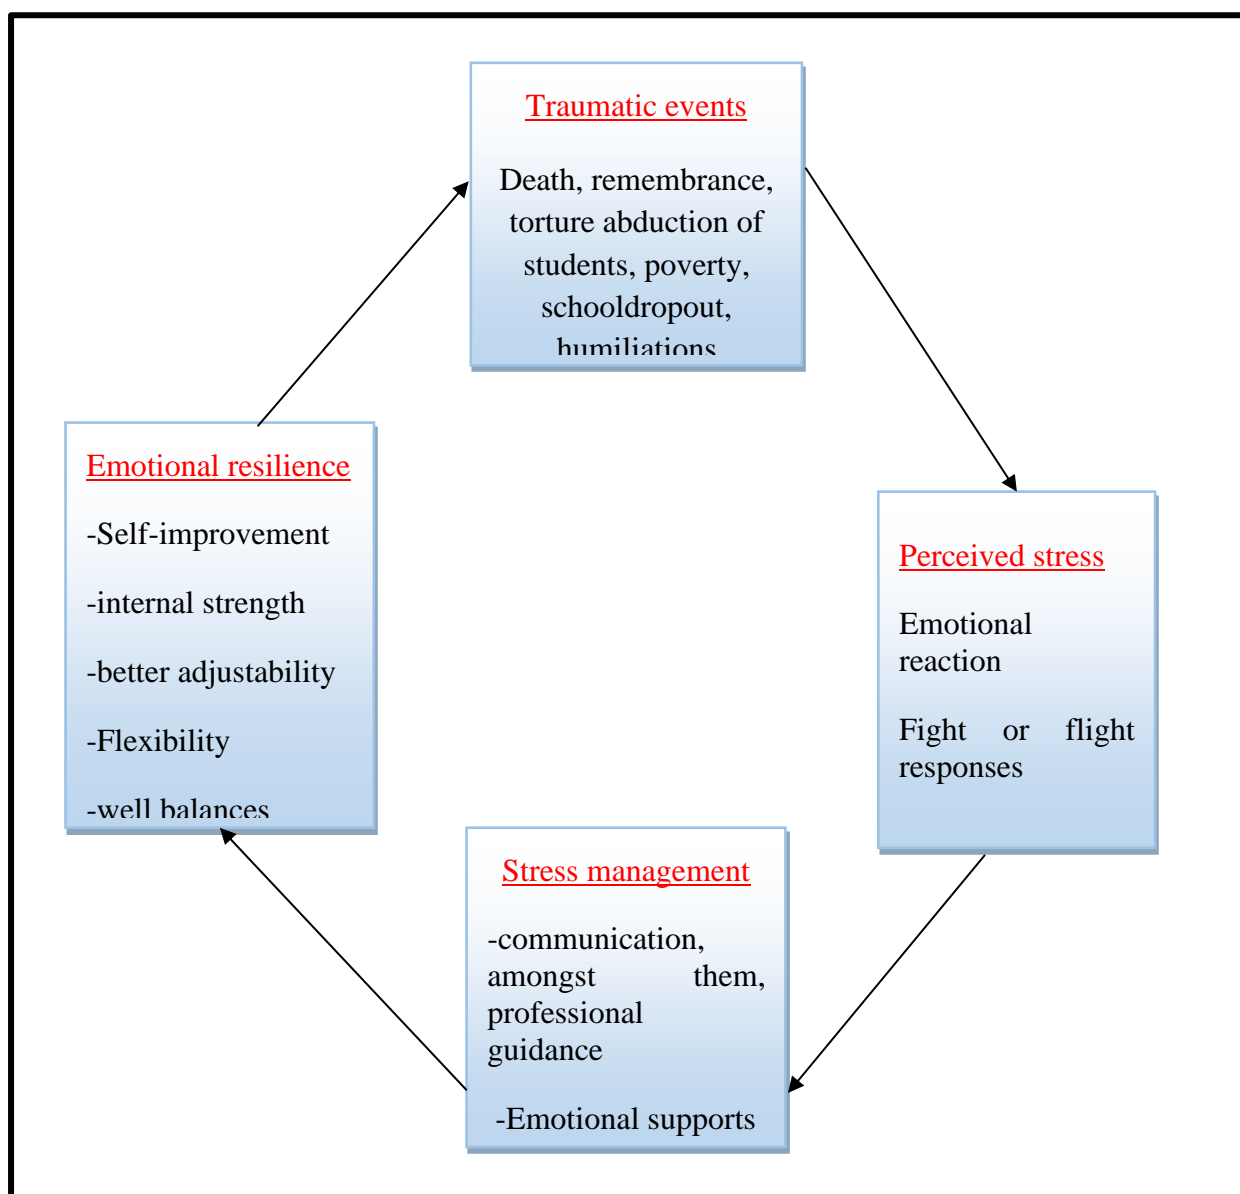 Traumatic events
Death, remembrance,
torture abduction of
students, poverty,
schooldropout,
humiliations
Emotional resilience
-Self-improvement
-internal strength
-better adjustability
-Flexibility
-well balances
Perceived stress
Emotional
reaction
Fight or flight
responses
Stress management
-communication,
amongst them,
professional
guidance
-Emotional supports